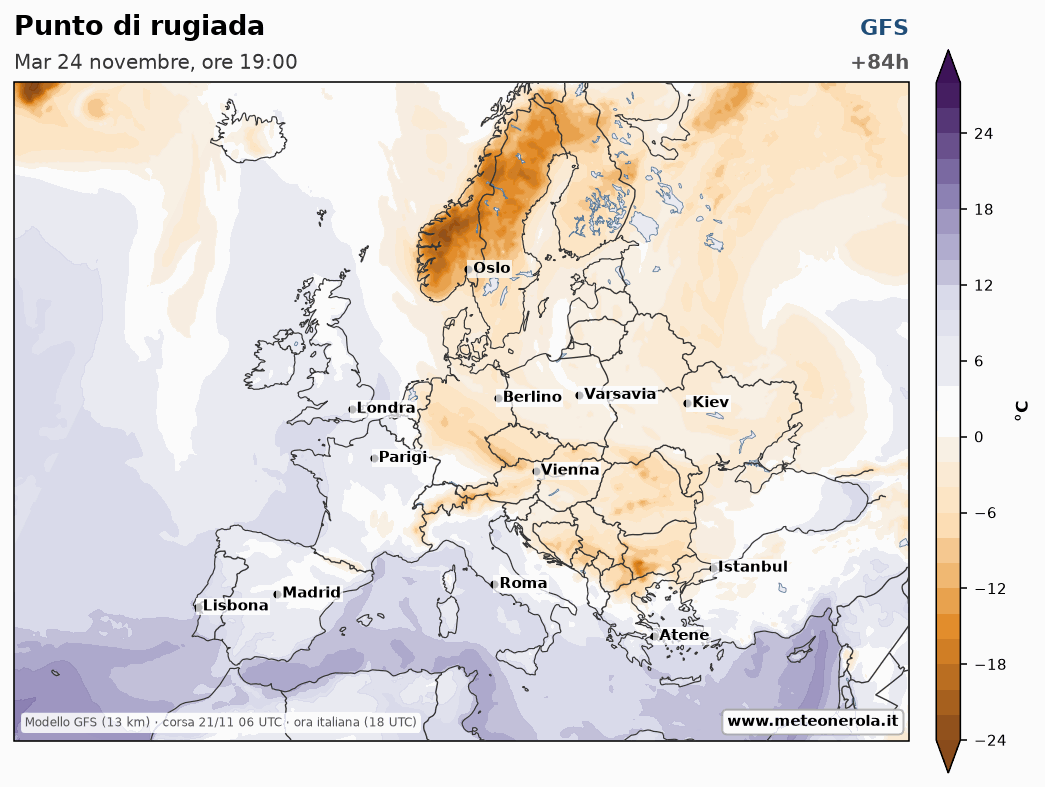 Punto di rugiada
GFS
Mar 24 novembre, ore 19:00
+84h
24
18
12
6
0
−6
−12
−18
−24
°C
Oslo
Berlino
Varsavia
Kiev
Londra
Parigi
Vienna
Istanbul
Roma
Madrid
Lisbona
Atene
Modello GFS (13 km) · corsa 21/11 06 UTC · ora italiana (18 UTC)
www.meteonerola.it